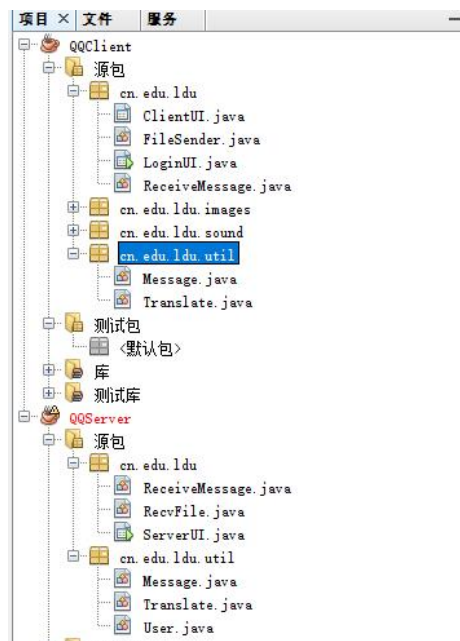 项目 × 文件 服务
QQClient
源包
cn.edu.ldu
ClientUI.java
FileSender.java
LoginUI.java
ReceiveMessage.java
cn.edu.ldu.images
cn.edu.ldu.sound
cn.edu.ldu.util
Message.java
Translate.java
测试包
<默认包>
库
测试库
QQServer
源包
cn.edu.ldu
ReceiveMessage.java
RecvFile.java
ServerUI.java
cn.edu.ldu.util
Message.java
Translate.java
User.java